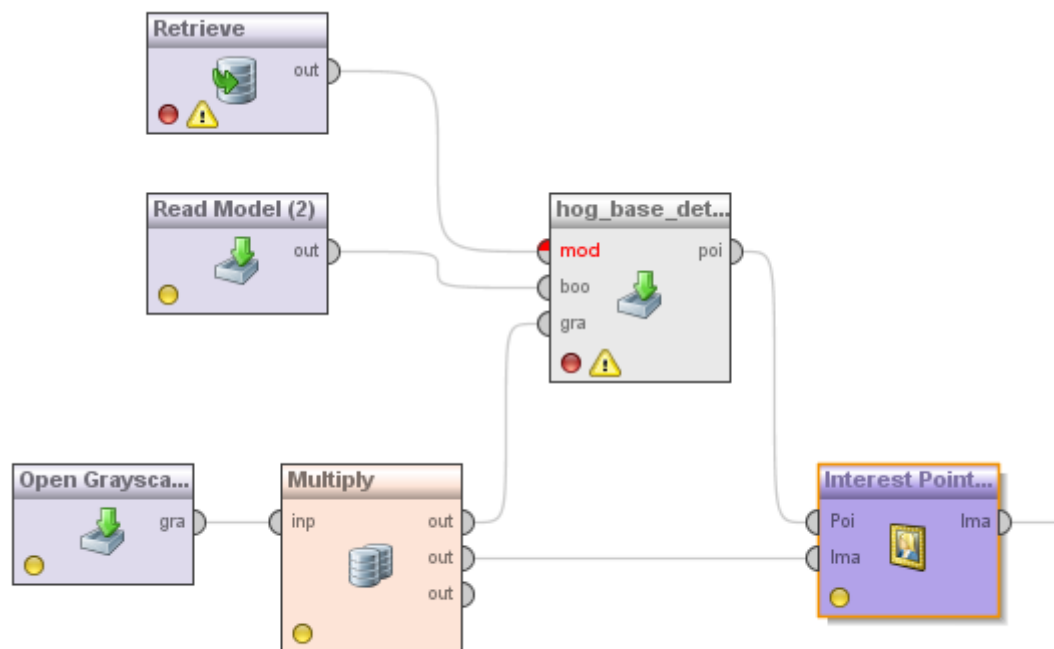 Retrieve
out
Read Model (2)
out
hog_base_det...
mod poi
boo
gra
Open Graysca...
gra
Multiply
inp out
out
out
Interest Point...
Poi Ima
Ima